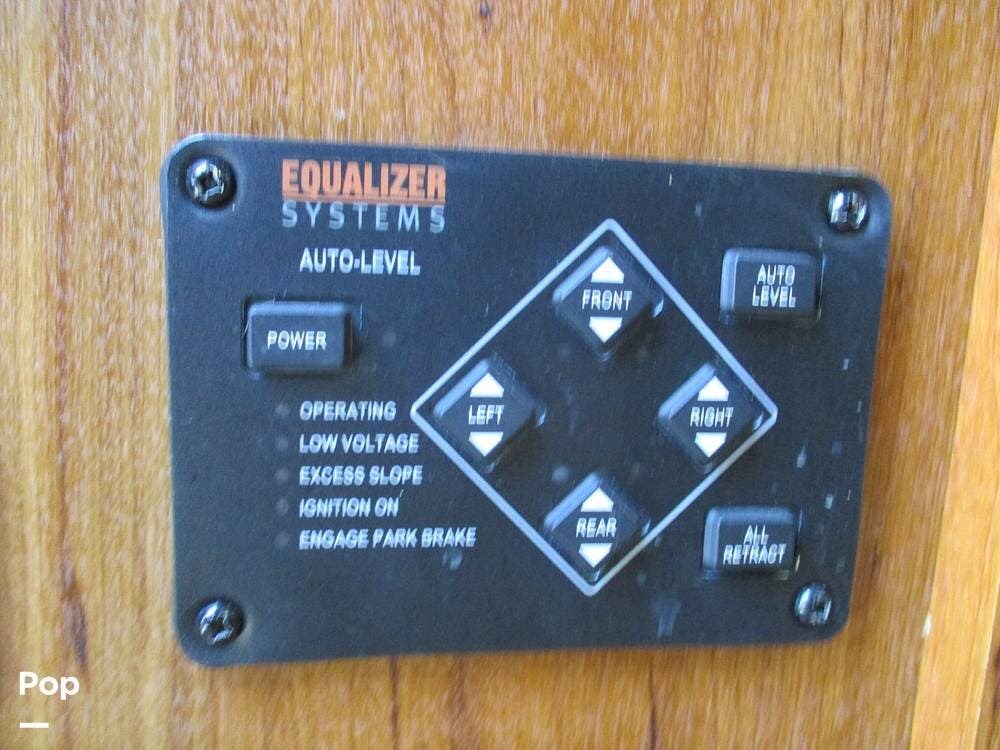 EQUALIZER
SYSTEMS
AUTO-LEVEL
POWER
OPERATING
LOW VOLTAGE
EXCESS SLOPE
IGNITION ON
ENGAGE PARK BRAKE
FRONT
LEFT
RIGHT
REAR
AUTO
LEVEL
ALL
RETRACT
Pop